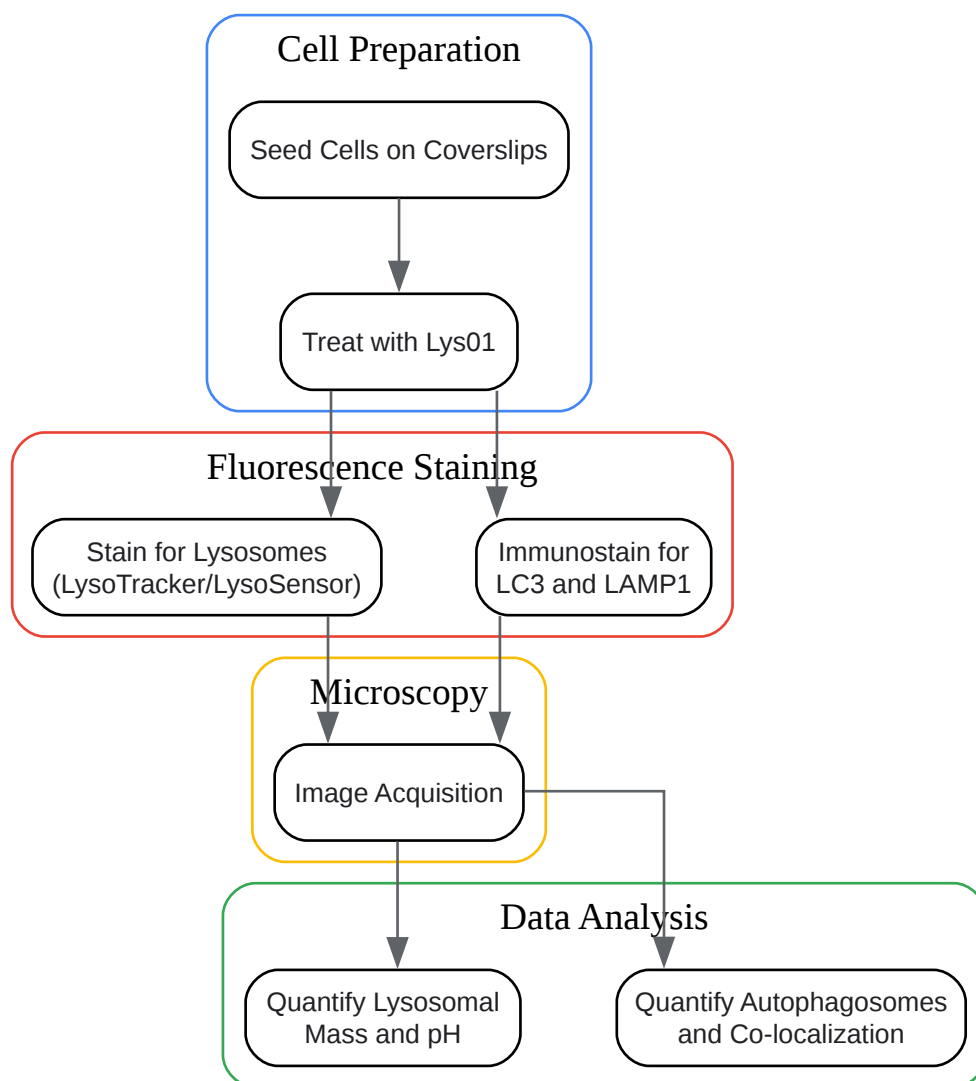 Cell Preparation
Seed Cells on Coverslips
Treat with Lys01
Fluorescence Staining
Stain for Lysosomes
(LysoTracker/LysoSensor)
Immunostain for
LC3 and LAMP1
Microscopy
Image Acquisition
Data Analysis
Quantify Lysosomal
Mass and pH
Quantify Autophagosomes
and Co-localization